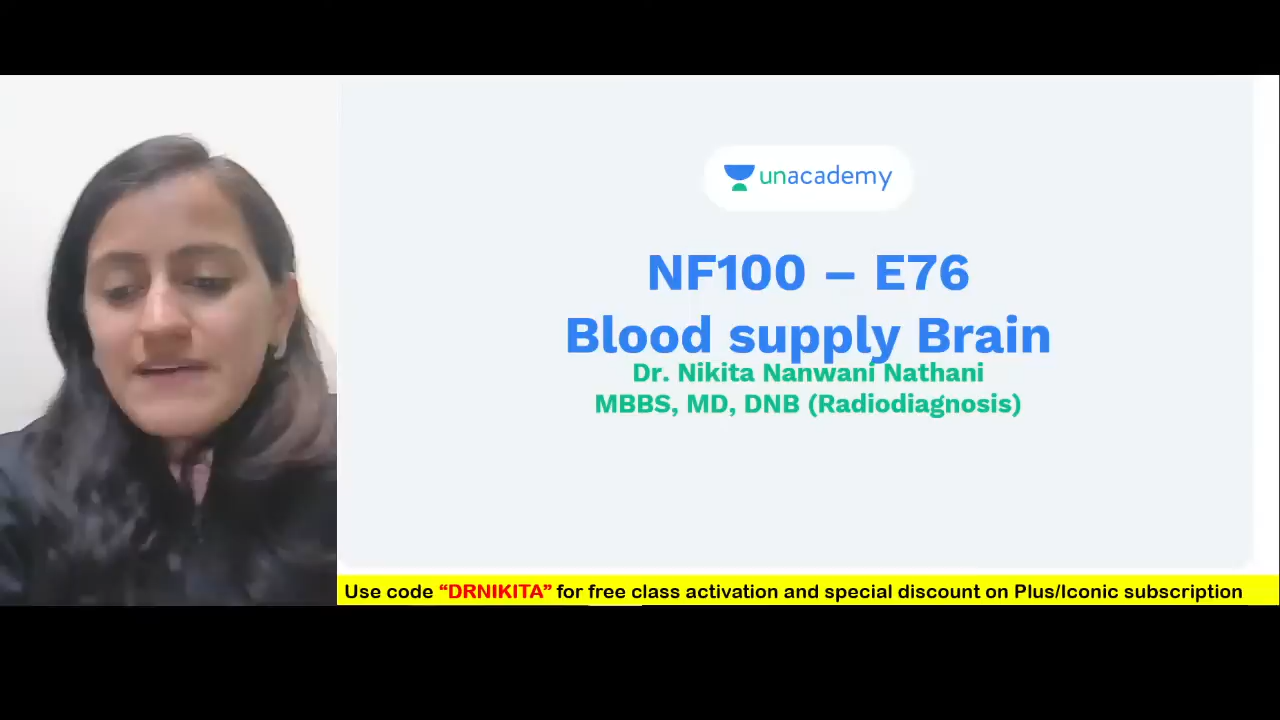 unacademy
NF100 – E76
Blood supply Brain
Dr. Nikita Nanwani Nathani
MBBS, MD, DNB (Radiodiagnosis)
Use code “DRNIKITA” for free class activation and special discount on Plus/Iconic subscription